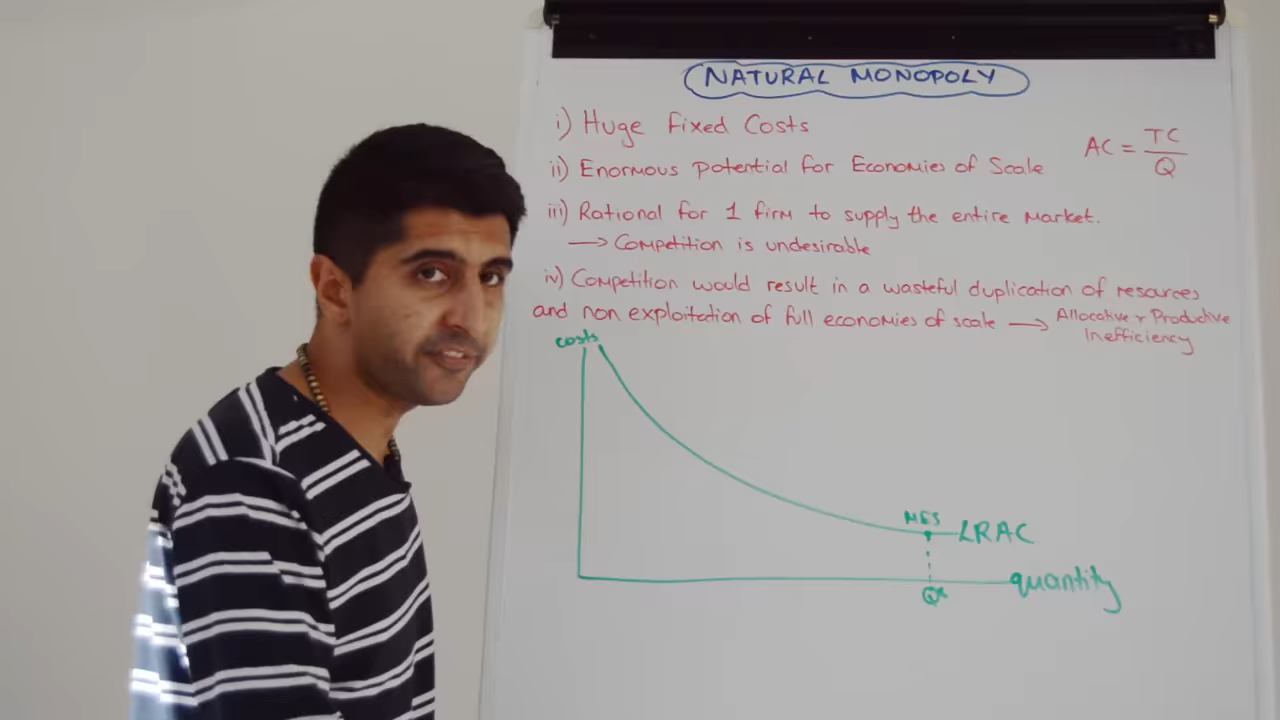 NATURAL MONOPOLY
i) Huge Fixed Costs
AC = TC
Q
ii) Enormous Potential for Economies of Scale
iii) Rational for 1 firm to supply the entire market.
→ Competition is undesirable
iv) Competition would result in a wasteful duplication of resources
and non exploitation of full economies of scale → Allocative + Productive
Inefficiency
costs
MES
LRAC
quantity